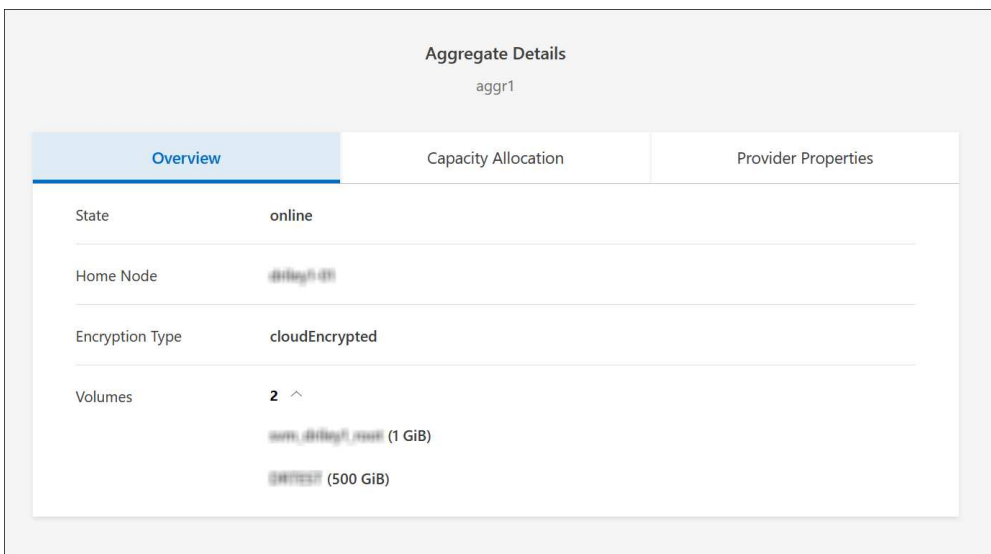 Aggregate Details
aggr1
Overview Capacity Allocation Provider Properties
State online
Home Node
Encryption Type cloudEncrypted
Volumes 2
(1 GiB)
(500 GiB)